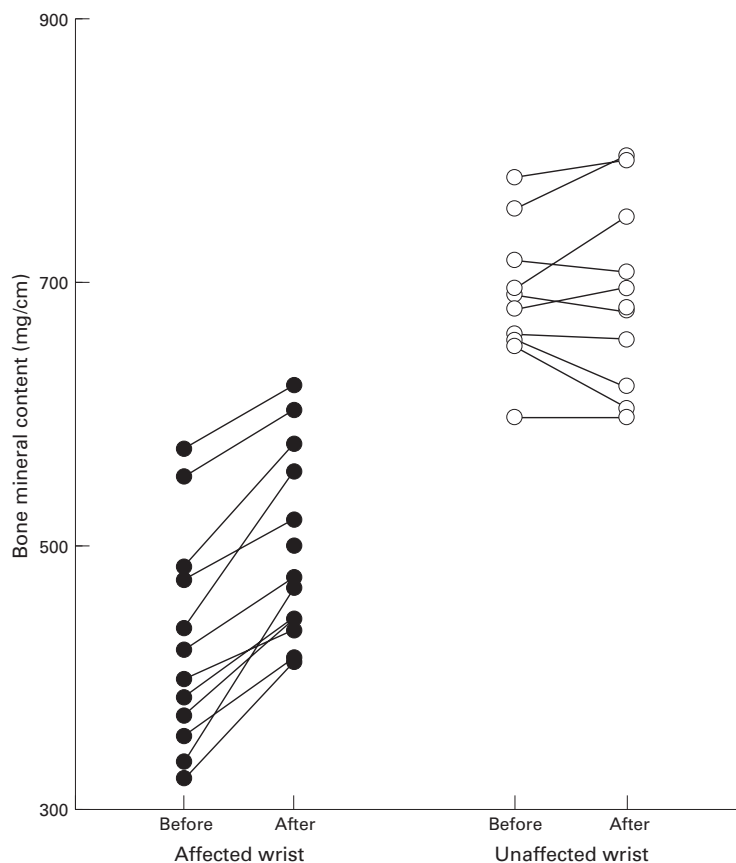 900
700
500
300
Bone mineral content (mg/cm)
Before After Before After
Affected wrist Unaffected wrist